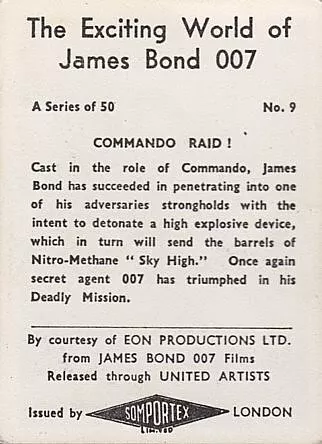 The Exciting World of
James Bond 007
A Series of 50 No. 9
COMMANDO RAID !
Cast in the role of Commando, James
Bond has succeeded in penetrating into one
of his adversaries strongholds with the
intent to detonate a high explosive device,
which in turn will send the barrels of
Nitro-Methane “ Sky High.” Once again
secret agent 007 has triumphed in his
Deadly Mission.
By courtesy of EON PRODUCTIONS LTD.
from JAMES BOND 007 Films
Released through UNITED ARTISTS
Issued by SOMPORTEX LONDON
LIMITED